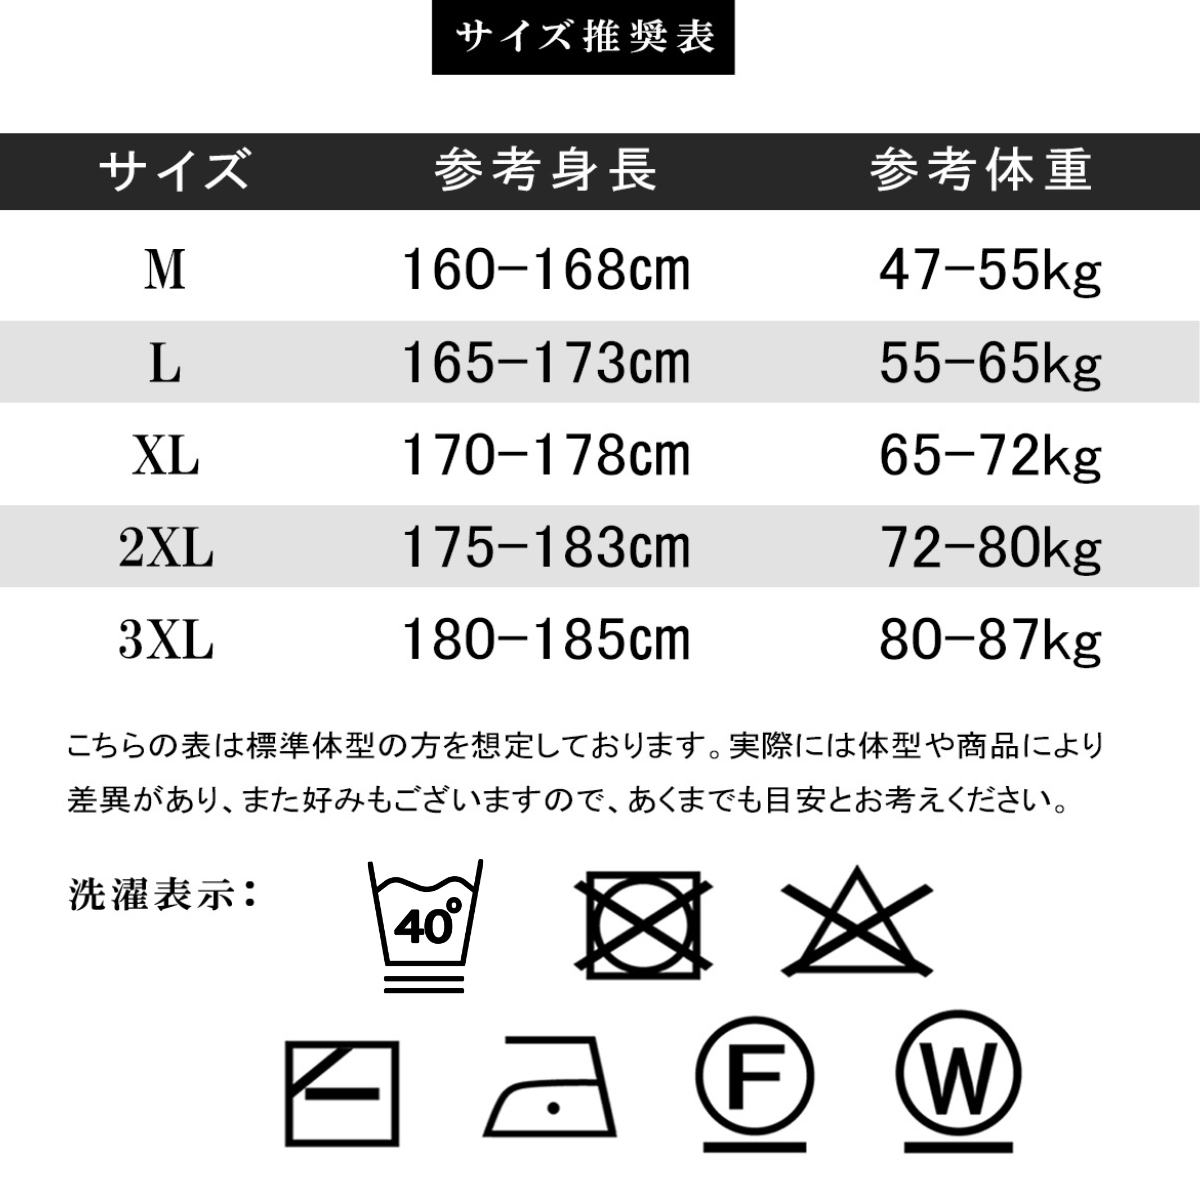 サイズ推奨表
サイズ 参考身長 参考体重
M 160-168cm 47-55kg
L 165-173cm 55-65kg
XL 170-178cm 65-72kg
2XL 175-183cm 72-80kg
3XL 180-185cm 80-87kg
こちらの表は標準体型の方を想定しております。実際には体型や商品により
差異があり、また好みもございますので、あくまでも目安とお考えください。
洗濯表示：
40°
F W